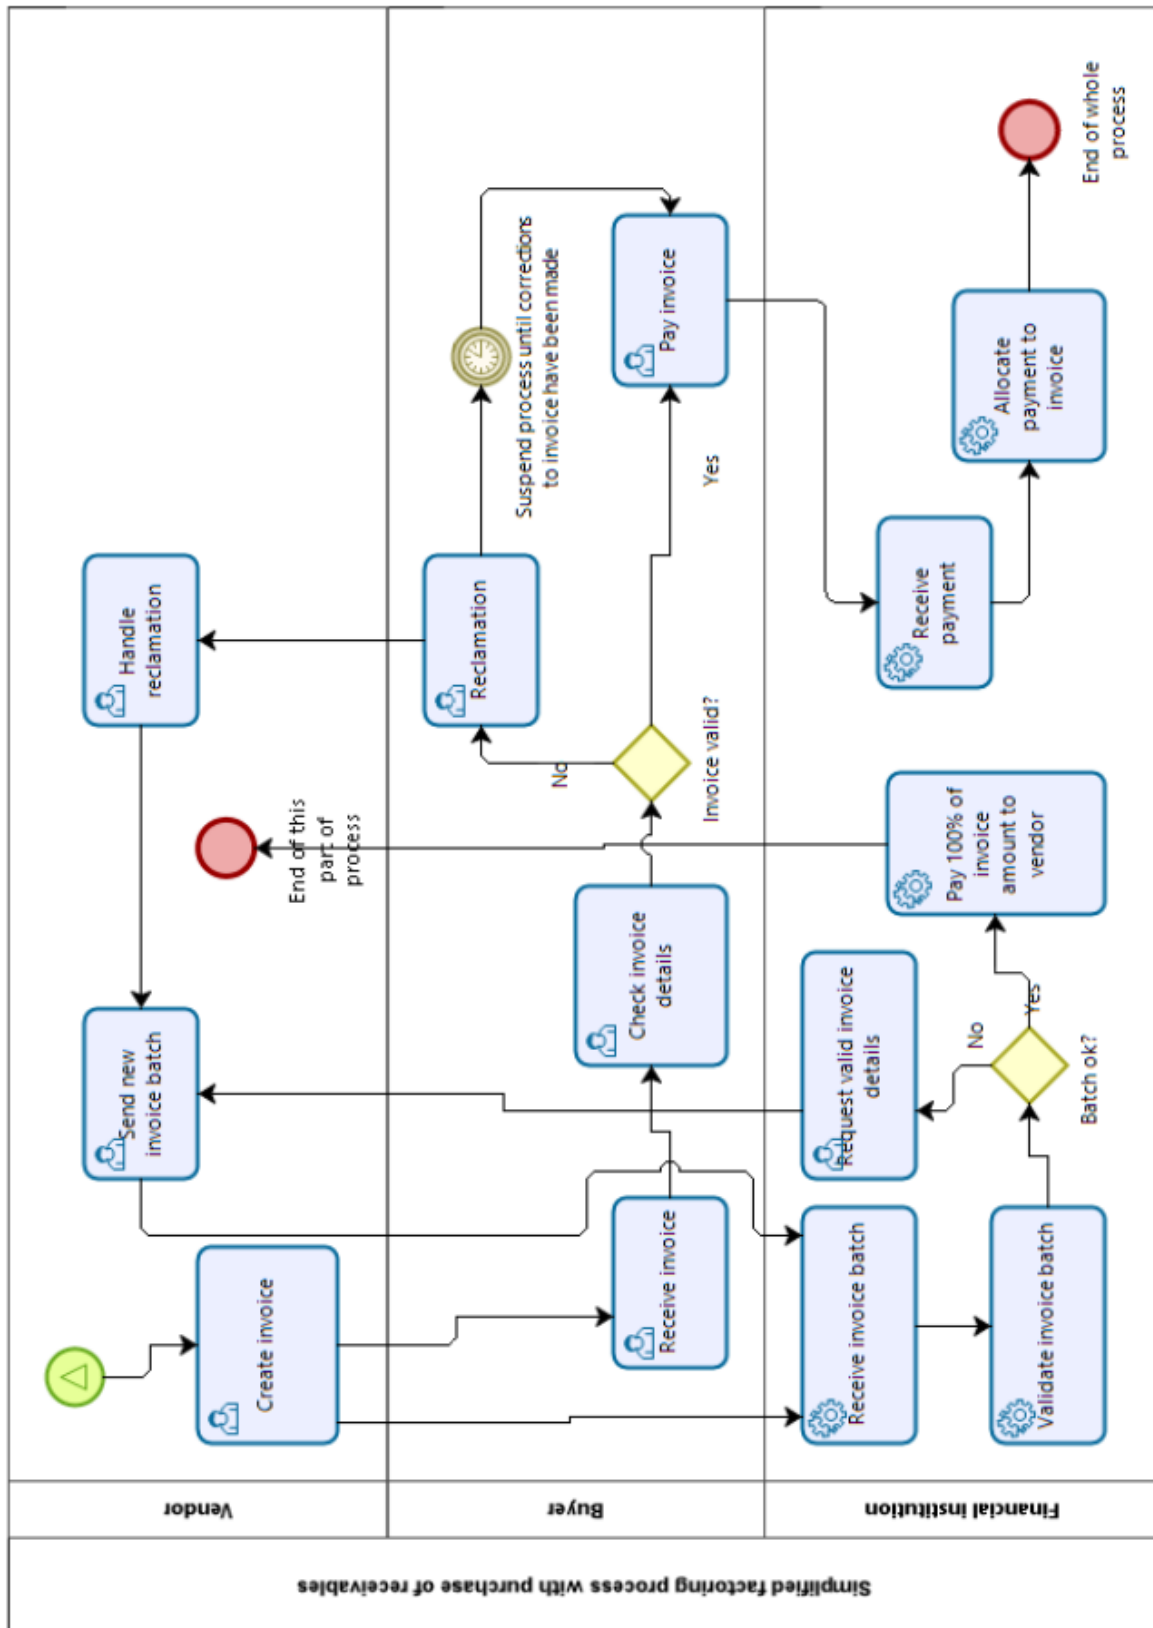 Simplified factoring process with purchase of receivables
Vendor
Create invoice
Send new
invoice batch
End of this
part of
process
Handle
reclamation
Buyer
Receive invoice
Check invoice
details
Invoice valid?
No
Yes
Reclamation
Suspend process until corrections
to invoice have been made
Pay invoice
Financial institution
Receive invoice batch
Validate invoice batch
Batch ok?
No
Yes
Request valid invoice
details
Pay 100% of
invoice
amount to
vendor
Receive
payment
Allocate
payment to
invoice
End of whole
process